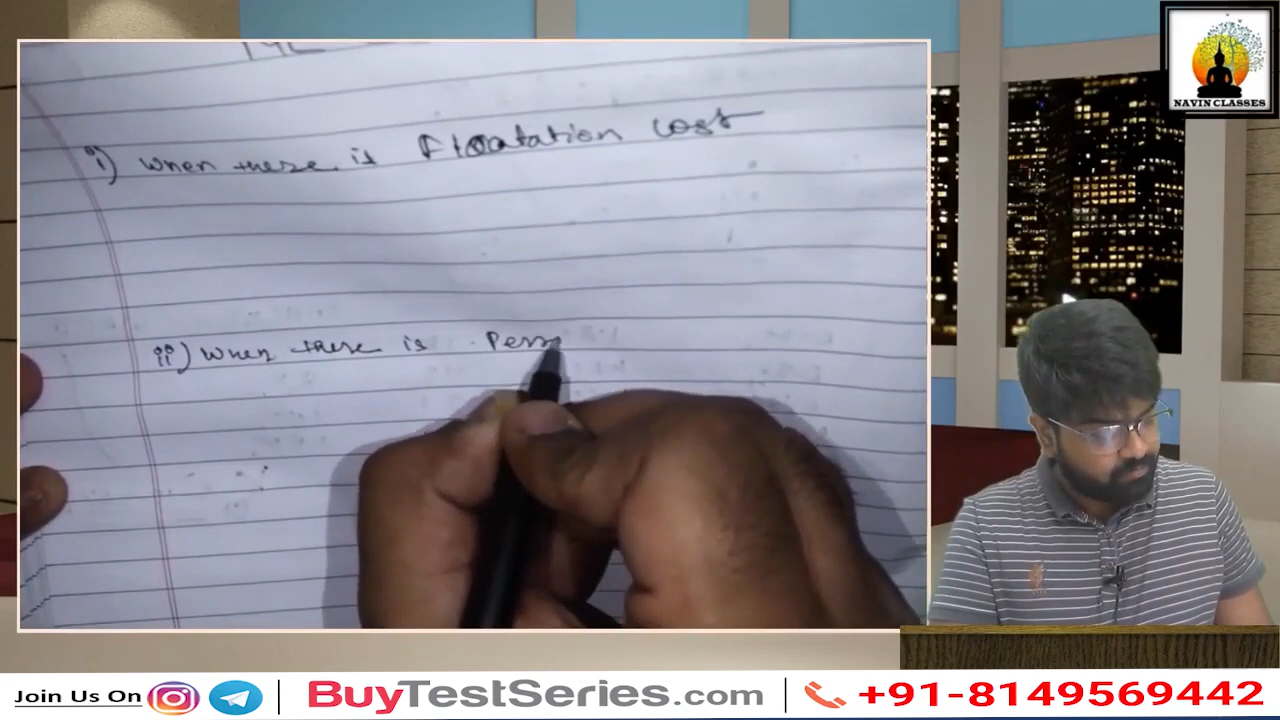 NAVIN CLASSES
i) When there is Floatation cost
ii) When there is Pers
Join Us On
BuyTestSeries.com
+91-8149569442